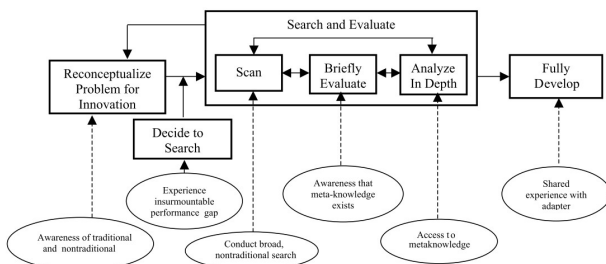 Search and Evaluate
Reconceptualize
Problem for
Innovation
Scan
Briefly
Evaluate
Analyze
In Depth
Fully
Develop
Decide to
Search
Experience
insurmountable
performance gap
Awareness that
meta-knowledge
exists
Shared
experience with
adapter
Awareness of traditional
and nontraditional
Conduct broad,
nontraditional search
Access to
metaknowledge